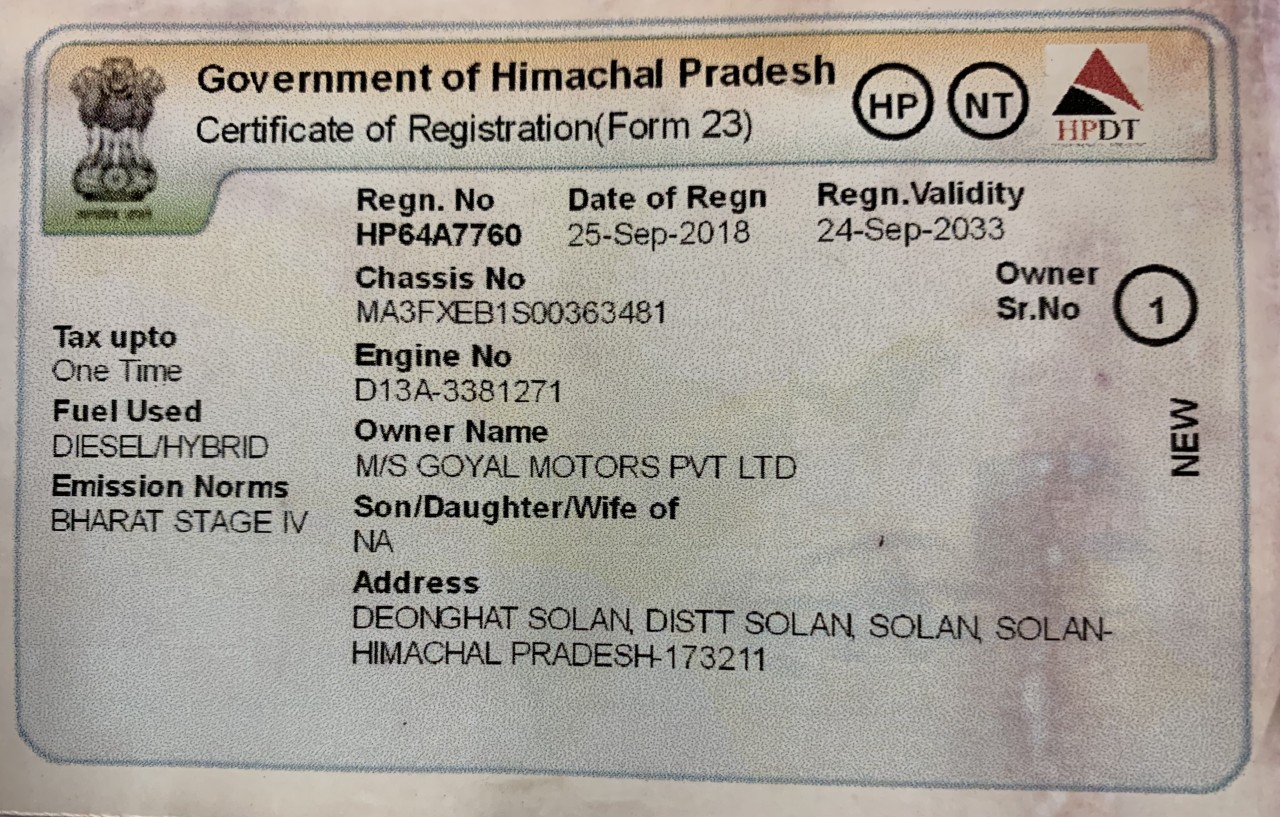 Government of Himachal Pradesh
Certificate of Registration(Form 23)
HP
NT
HPDT
Regn. No
HP64A7760
Date of Regn
25-Sep-2018
Regn.Validity
24-Sep-2033
Chassis No
MA3FXEB1S00363481
Owner
Sr.No
1
Tax upto
One Time
Engine No
D13A-3381271
Fuel Used
DIESEL/HYBRID
Owner Name
M/S GOYAL MOTORS PVT LTD
NEW
Emission Norms
BHARAT STAGE IV
Son/Daughter/Wife of
NA
Address
DEONGHAT SOLAN, DISTT SOLAN, SOLAN, SOLAN-
HIMACHAL PRADESH-173211